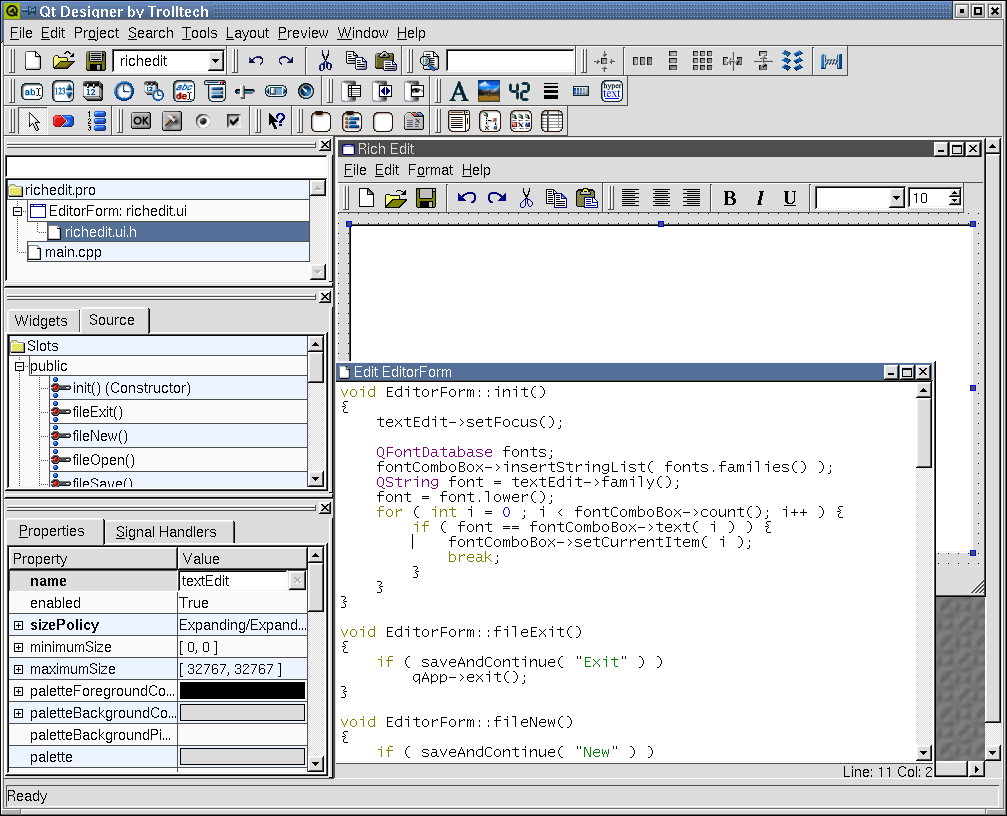 Qt Designer by Trolltech
File Edit Project Search Tools Layout Preview Window Help
richedit
OK
hyper text
Rich Edit
File Edit Format Help
B I U 10
richedit.pro
EditorForm: richedit.ui
richedit.ui.h
main.cpp
Widgets Source
Slots
public
init() (Constructor)
fileExit()
fileNew()
fileOpen()
fileSave()
Properties Signal Handlers
Property Value
name textEdit
enabled True
sizePolicy Expanding/Expand...
minimumSize [ 0, 0 ]
maximumSize [ 32767, 32767 ]
paletteForegroundCo...
paletteBackgroundCo...
paletteBackgroundPi...
palette
Edit EditorForm
void EditorForm::init()
{
    textEdit->setFocus();
    QFontDatabase fonts;
    fontComboBox->insertStringList( fonts.families() );
    QString font = textEdit->family();
    font = font.lower();
    for ( int i = 0 ; i < fontComboBox->count(); i++ ) {
        if ( font == fontComboBox->text( i ) ) {
            fontComboBox->setCurrentItem( i );
            break;
        }
    }
}
void EditorForm::fileExit()
{
    if ( saveAndContinue( "Exit" ) )
        qApp->exit();
}
void EditorForm::fileNew()
{
    if ( saveAndContinue( "New" ) )
Line: 11 Col: 2
Ready